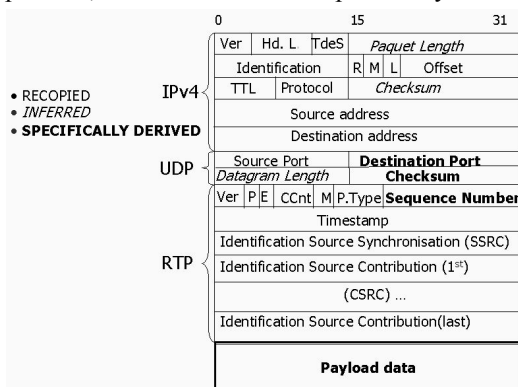 0 15 31
Ver Hd. L. TdeS Paquet Length
Identification R M L Offset
IPv4 TTL Protocol Checksum
• RECOPIED
• INFERRED
• SPECIFICALLY DERIVED
Source address
Destination address
UDP Source Port Destination Port
Datagram Length Checksum
Ver P E CCnt M P.Type Sequence Number
Timestamp
Identification Source Synchronisation (SSRC)
RTP Identification Source Contribution (1st)
(CSRC) ...
Identification Source Contribution(last)
Payload data